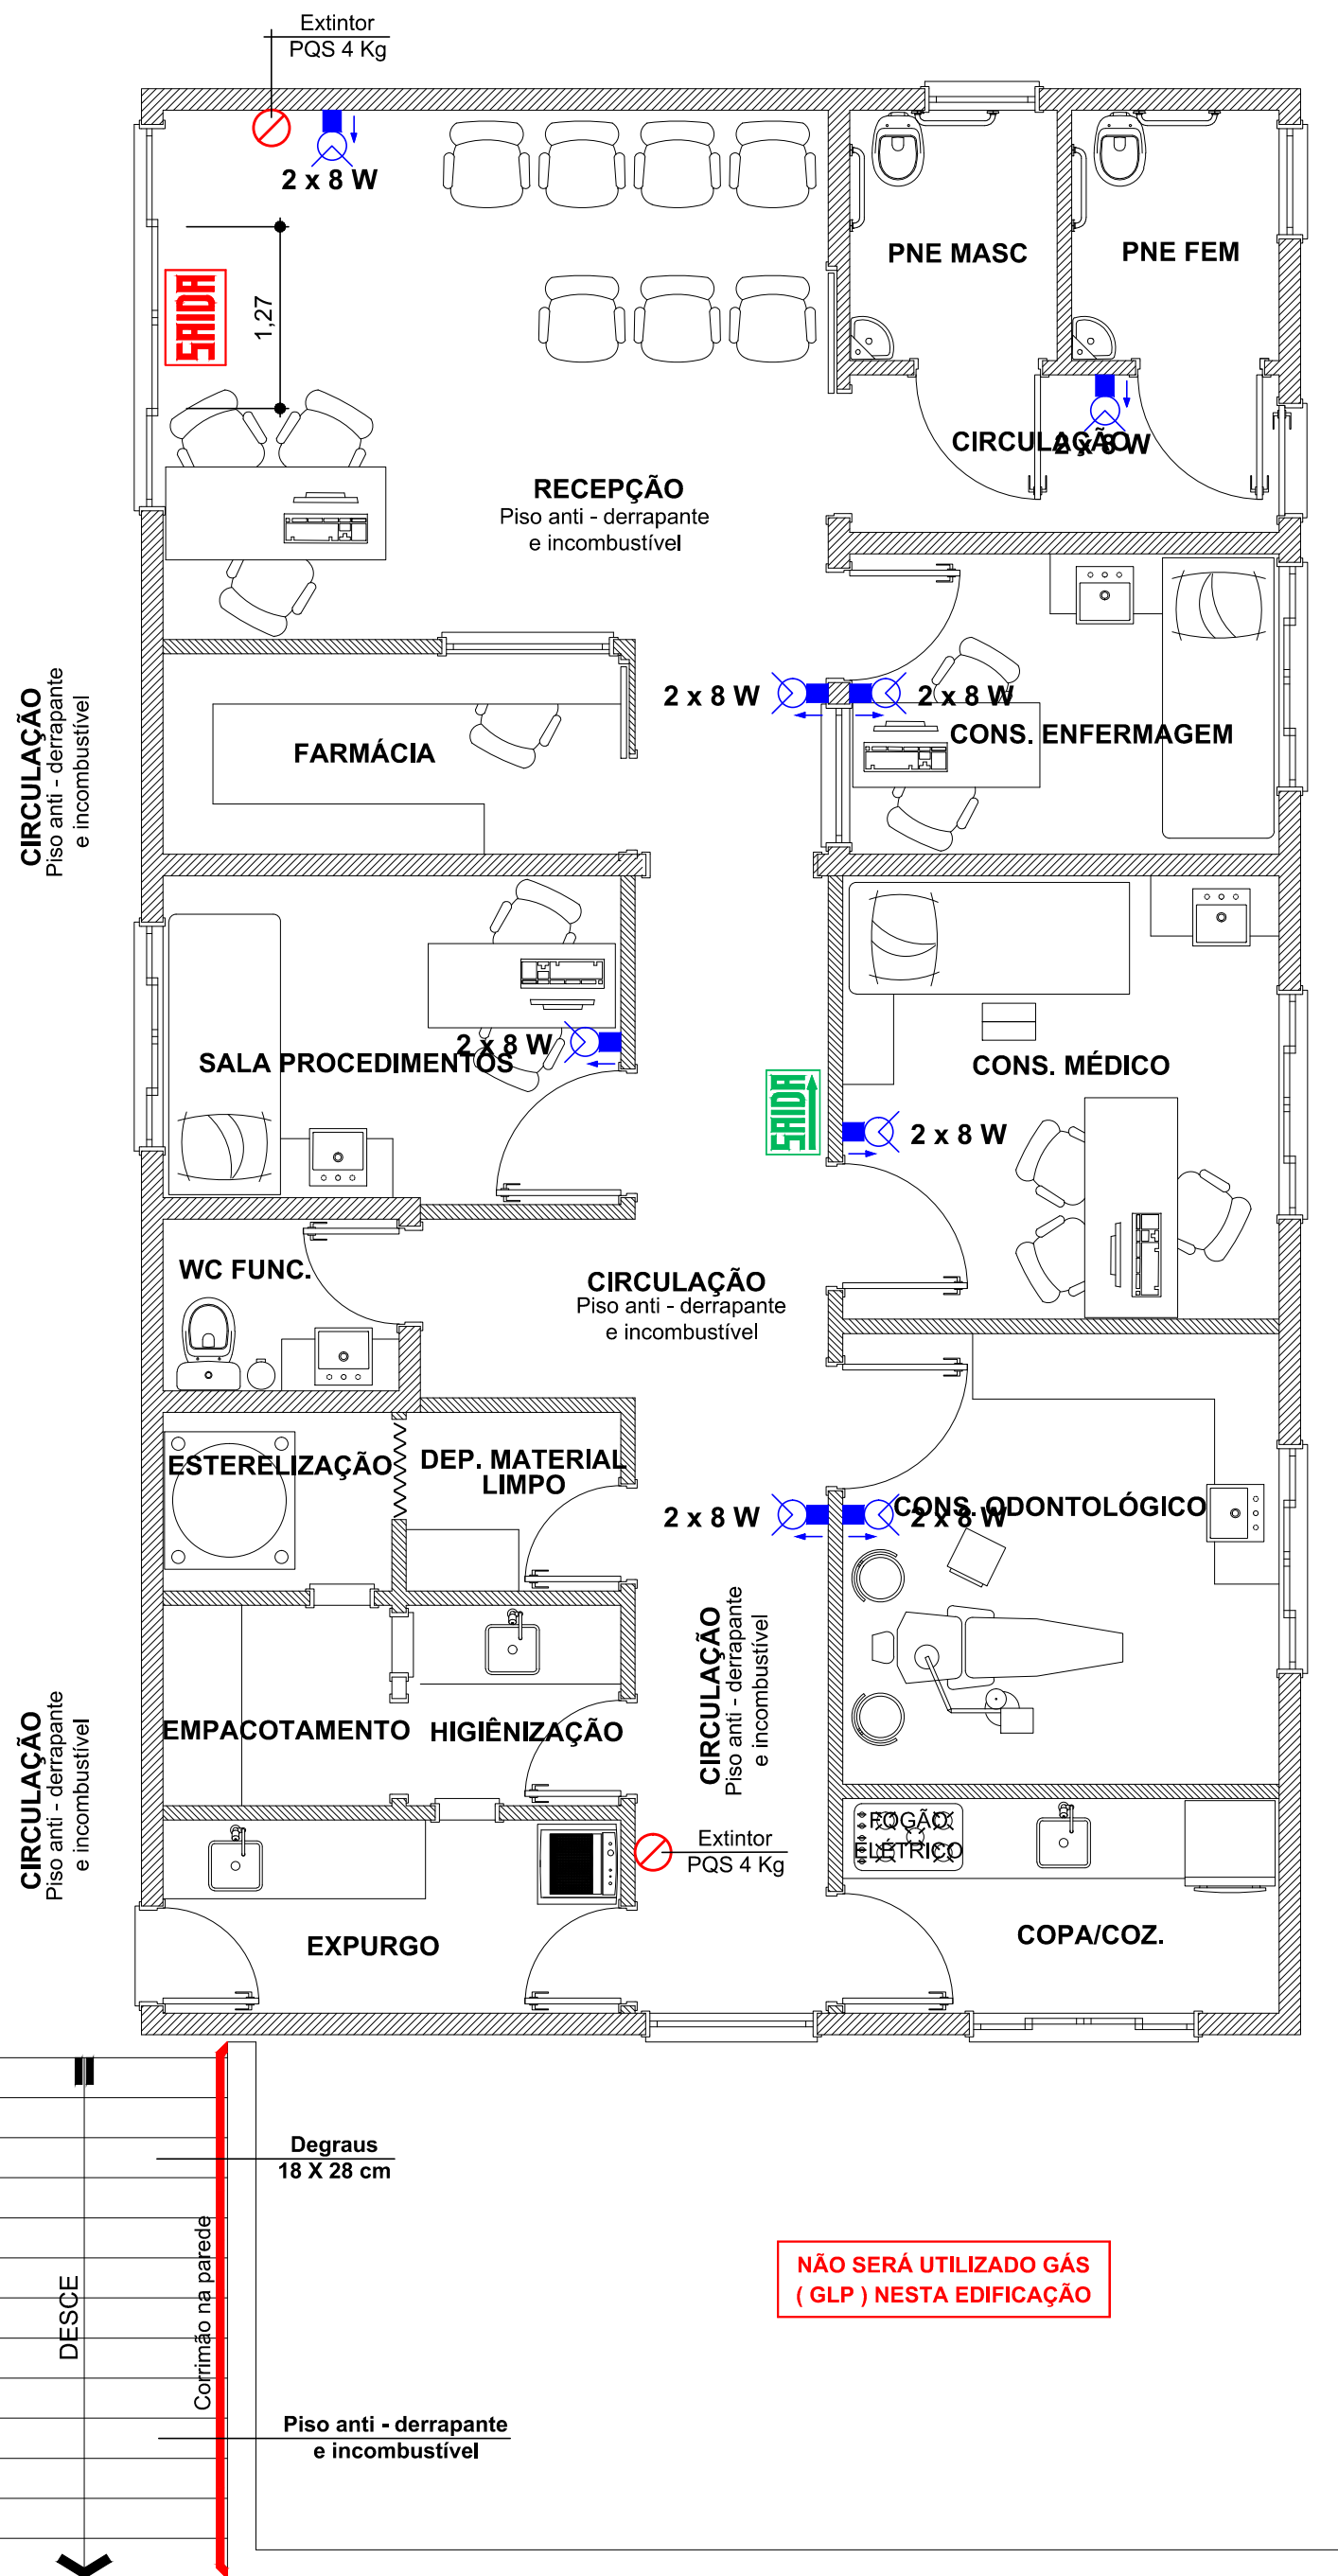 Extintor
PQS 4 Kg
2 x 8 W
SAIDA
1,27
PNE MASC
PNE FEM
CIRCULAÇÃO
2 x 8 W
RECEPÇÃO
Piso anti - derrapante
e incombustível
CIRCULAÇÃO
Piso anti - derrapante
e incombustível
FARMÁCIA
2 x 8 W
2 x 8 W
CONS. ENFERMAGEM
2 x 8 W
SALA PROCEDIMENTOS
SAIDA
CONS. MÉDICO
2 x 8 W
WC FUNC.
CIRCULAÇÃO
Piso anti - derrapante
e incombustível
ESTERELIZAÇÃO
DEP. MATERIAL
LIMPO
2 x 8 W
CONS. ODONTOLÓGICO
2 x 8 W
CIRCULAÇÃO
Piso anti - derrapante
e incombustível
CIRCULAÇÃO
Piso anti - derrapante
e incombustível
EMPACOTAMENTO
HIGIÊNIZAÇÃO
Extintor
PQS 4 Kg
FOGÃO
ELÉTRICO
EXPURGO
COPA/COZ.
Degraus
18 X 28 cm
DESCE
Corrimão na parede
NÃO SERÁ UTILIZADO GÁS
( GLP ) NESTA EDIFICAÇÃO
Piso anti - derrapante
e incombustível